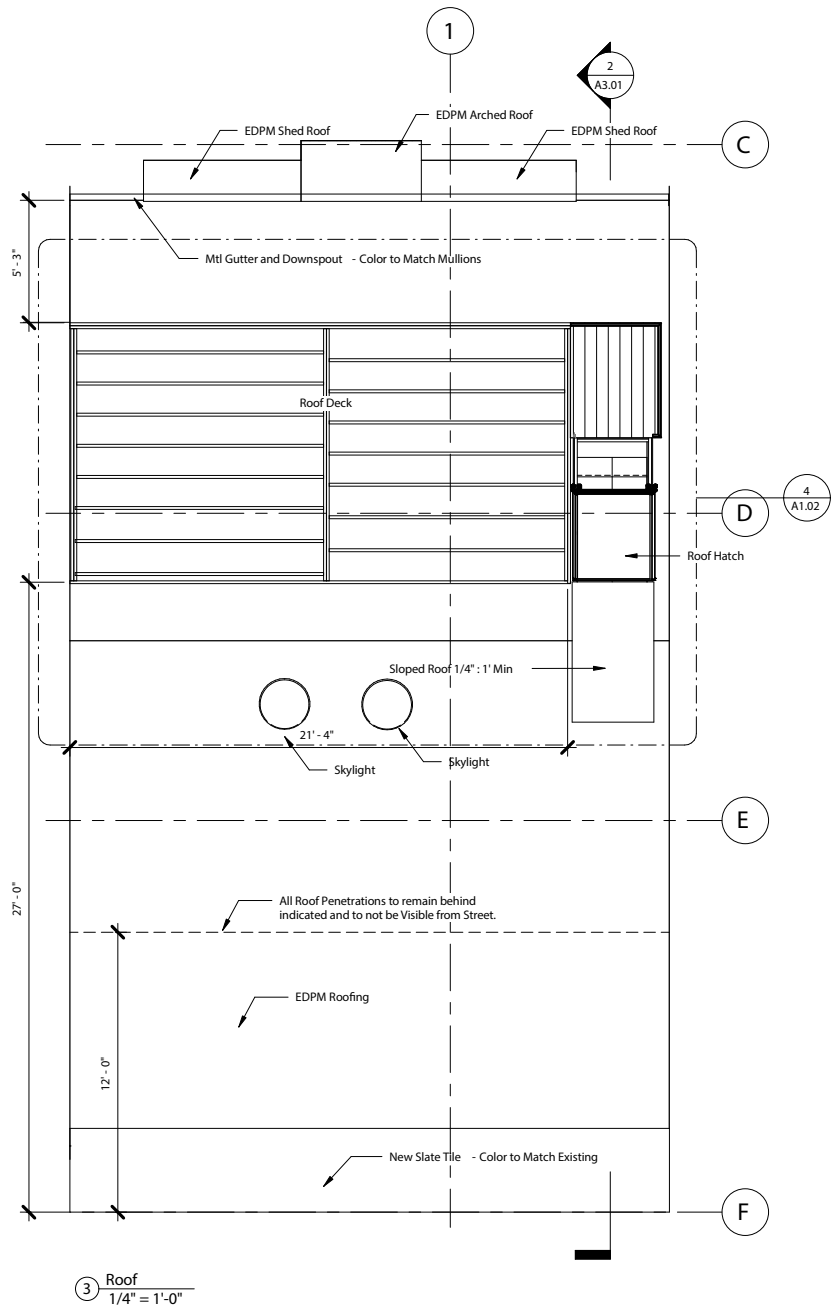 1
2
A3.01
EDPM Arched Roof
EDPM Shed Roof
EDPM Shed Roof
C
5' - 3"
Mtl Gutter and Downspout - Color to Match Mullions
Roof Deck
4
A1.02
D
Roof Hatch
Sloped Roof 1/4" : 1' Min
21' - 4"
Skylight
Skylight
E
27' - 0"
All Roof Penetrations to remain behind
indicated and to not be Visible from Street.
EDPM Roofing
12' - 0"
New Slate Tile - Color to Match Existing
F
3
Roof
1/4" = 1'-0"